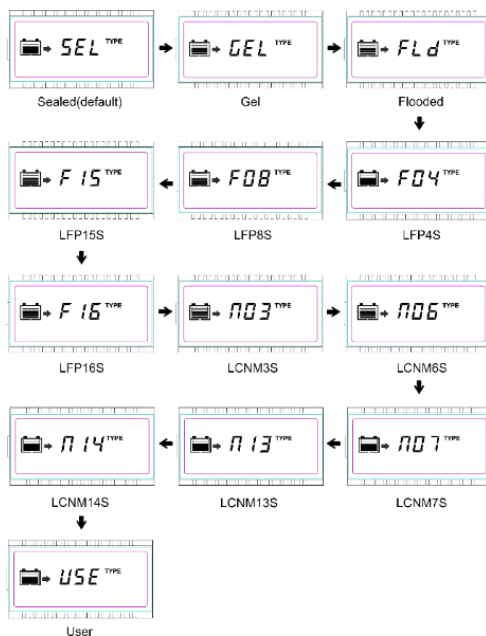 SEL TYPE
GEL TYPE
FLd TYPE
Sealed(default)
Gel
Flooded
F15 TYPE
F08 TYPE
F04 TYPE
LFP15S
LFP8S
LFP4S
F16 TYPE
N03 TYPE
N06 TYPE
LFP16S
LCNM3S
LCNM6S
N14 TYPE
N13 TYPE
N07 TYPE
LCNM14S
LCNM13S
LCNM7S
USE TYPE
User